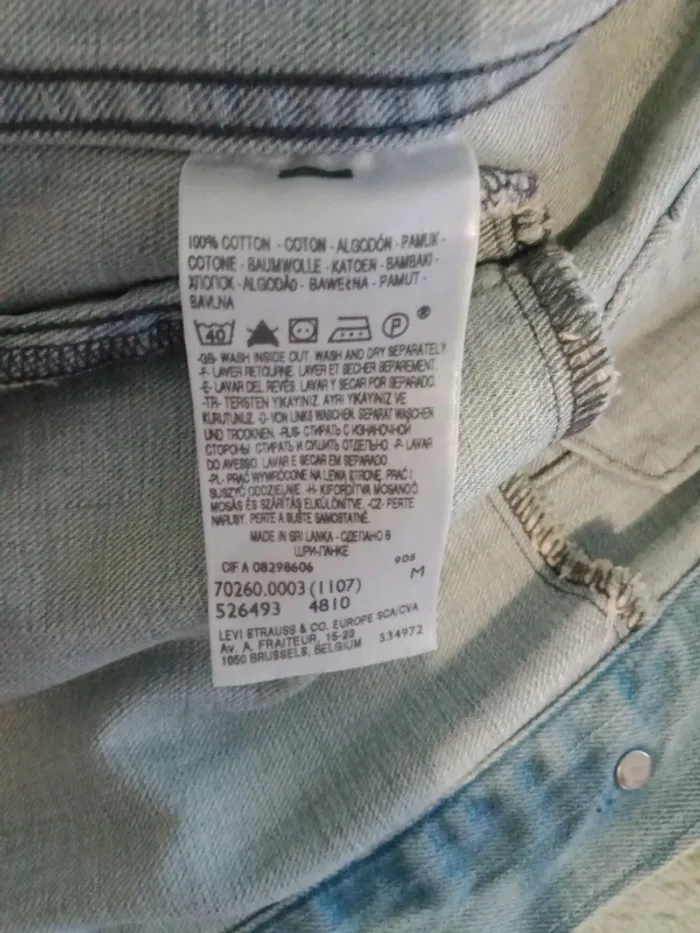 100% COTTON - COTON - ALGODÓN - PAMUK -
COTONE - BAUMWOLLE - KATOEN - BAMBAKI -
ХЛОПОК - ALGODÃO - BAWEŁNA - PAMUT -
BAVLNA
40 P ®
-GB- WASH INSIDE OUT. WASH AND DRY SEPARATELY
-F- LAVER RETOURNE. LAVER ET SECHER SEPAREMENT.
-E- LAVAR DEL REVÉS. LAVAR Y SECAR POR SEPARADO.
-TR- TERSTEN YIKAYINIZ. AYRI YIKAYINIZ VE
KURUTUNUZ. -D- VON LINKS WASCHEN. SEPARAT WASCHEN
UND TROCKNEN. -RUS- СТИРАТЬ С ИЗНАНОЧНОЙ
СТОРОНЫ. СТИРАТЬ И СУШИТЬ ОТДЕЛЬНО. -P- LAVAR
DO AVESSO. LAVAR E SECAR EM SEPARADO
-PL- PRAĆ WYWRÓCONE NA LEWĄ STRONĘ. PRAĆ I
SUSZYĆ ODDZIELNIE. -H- KIFORDÍTVA MOSANDÓ.
MOSÁS ÉS SZÁRÍTÁS ELKÜLÖNÍTVE. -CZ- PERTE
NARUBY. PERTE A SUŠTE SAMOSTATNĚ.
MADE IN SRI LANKA - СДЕЛАНО В
ШРИ-ЛАНКЕ
CIF A 08298606 906
M
70260.0003 (1107)
526493 4810
LEVI STRAUSS & CO. EUROPE SCA/CVA
Av. A. FRAITEUR, 15-23
1050 BRUSSELS, BELGIUM 534972